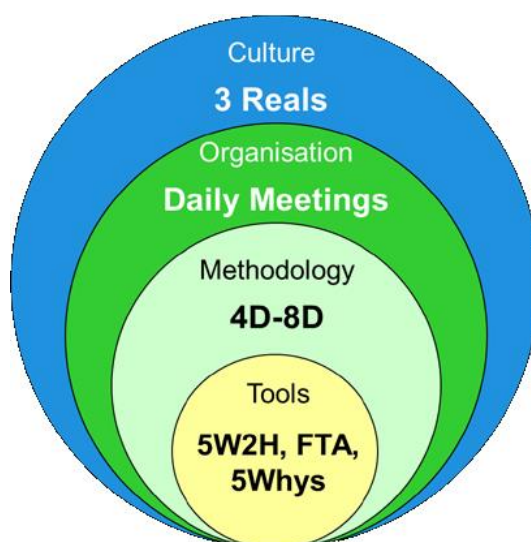 Culture
3 Reals
Organisation
Daily Meetings
Methodology
4D-8D
Tools
5W2H, FTA,
5Whys